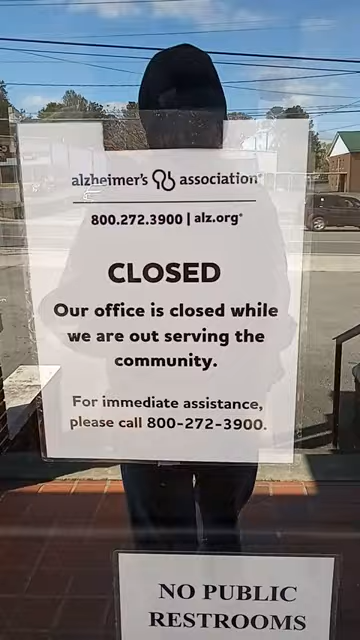 alzheimer's association®
800.272.3900 | alz.org®
CLOSED
Our office is closed while
we are out serving the
community.
For immediate assistance,
please call 800-272-3900.
NO PUBLIC
RESTROOMS